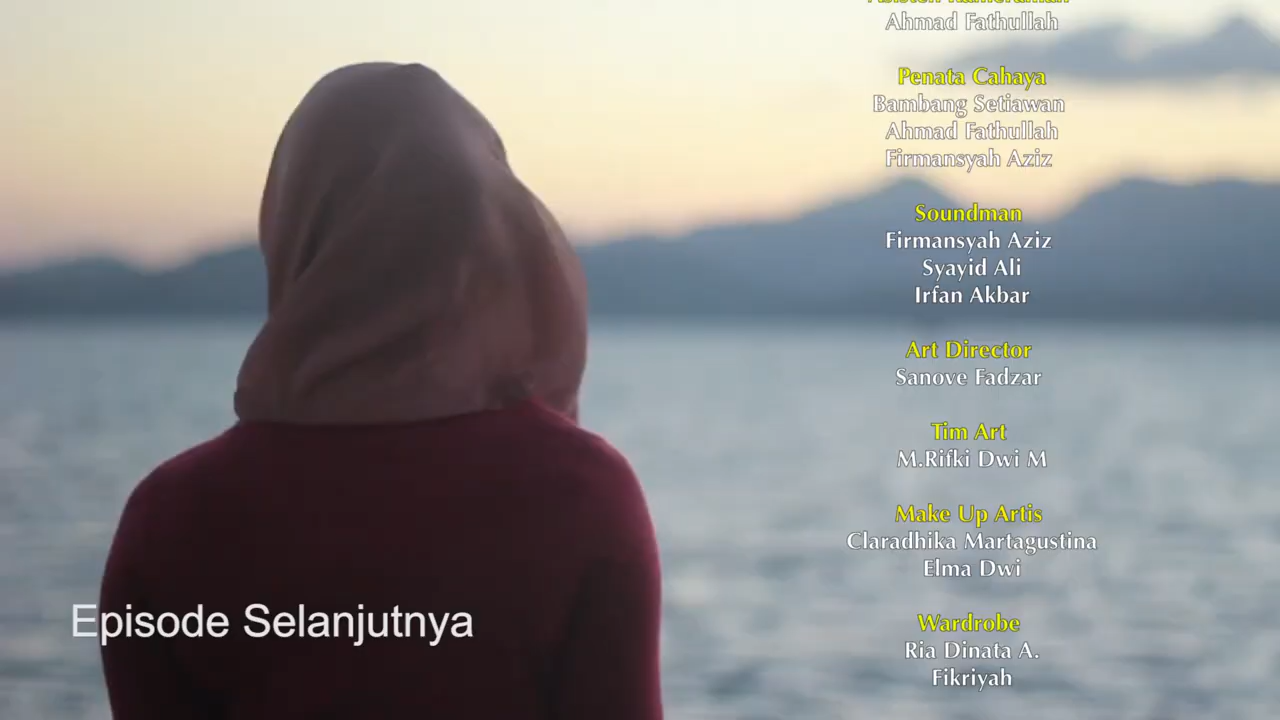 Ahmad Fathullah
Penata Cahaya
Bambang Setiawan
Ahmad Fathullah
Firmansyah Aziz
Soundman
Firmansyah Aziz
Syayid Ali
Irfan Akbar
Art Director
Sanove Fadzar
Tim Art
M.Rifki Dwi M
Make Up Artis
Claradhika Martagustina
Elma Dwi
Wardrobe
Ria Dinata A.
Fikriyah
Episode Selanjutnya